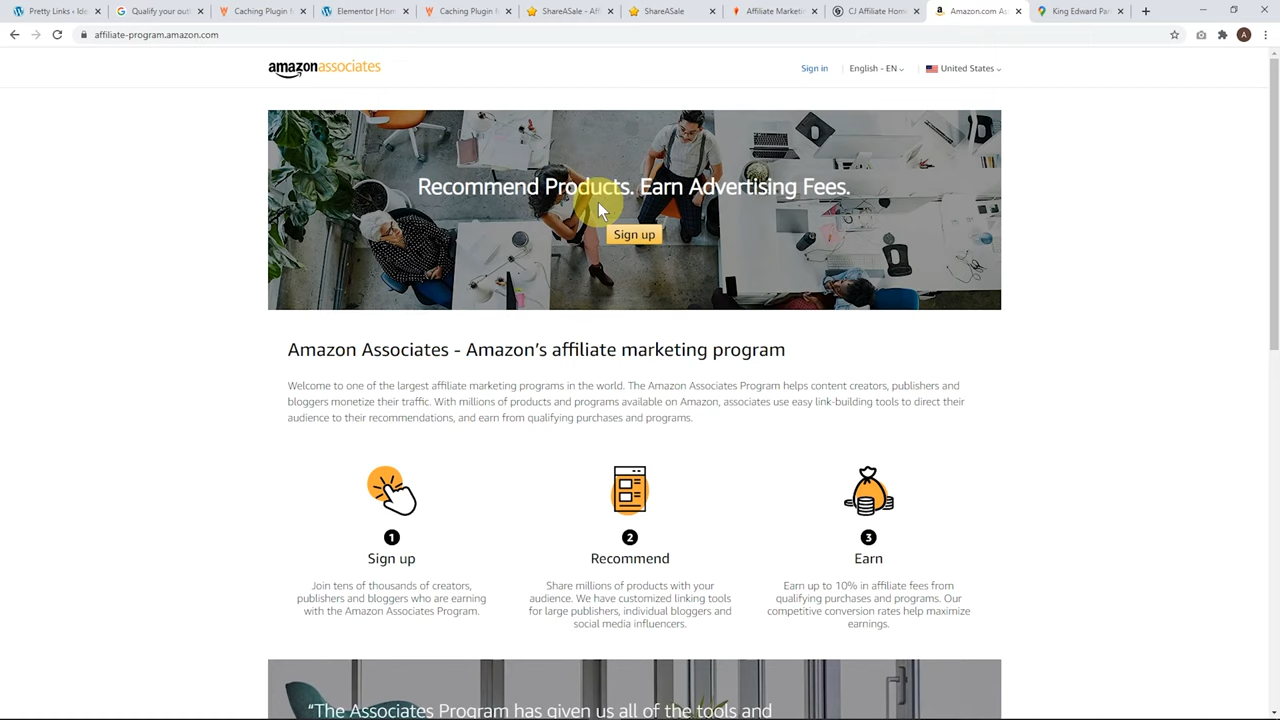 Pretty Links ‹ Ide
Qualify your out
Caching Plugin f
Elementor | Hom
Caching Plugin f
ShareASale - Aff
ShareASale
Affiliate Marketi
CJ Affiliate Home
Amazon.com As
King Edward Par
affiliate-program.amazon.com
A
amazonassociates
Sign in
English - EN
United States
Recommend Products. Earn Advertising Fees.
Sign up
Amazon Associates - Amazon's affiliate marketing program
Welcome to one of the largest affiliate marketing programs in the world. The Amazon Associates Program helps content creators, publishers and
bloggers monetize their traffic. With millions of products and programs available on Amazon, associates use easy link-building tools to direct their
audience to their recommendations, and earn from qualifying purchases and programs.
1
Sign up
Join tens of thousands of creators,
publishers and bloggers who are earning
with the Amazon Associates Program.
2
Recommend
Share millions of products with your
audience. We have customized linking tools
for large publishers, individual bloggers and
social media influencers.
3
Earn
Earn up to 10% in affiliate fees from
qualifying purchases and programs. Our
competitive conversion rates help maximize
earnings.
“The Associates Program has given us all of the tools and